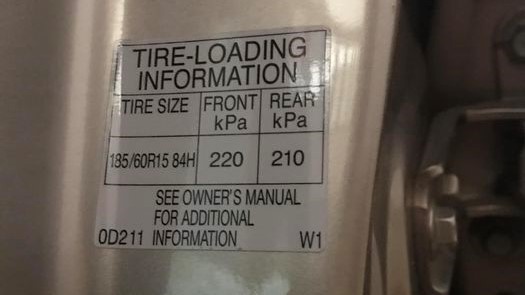 TIRE-LOADING
INFORMATION
TIRE SIZE FRONT kPa REAR kPa
185/60R15 84H 220 210
SEE OWNER'S MANUAL
FOR ADDITIONAL
0D211 INFORMATION W1